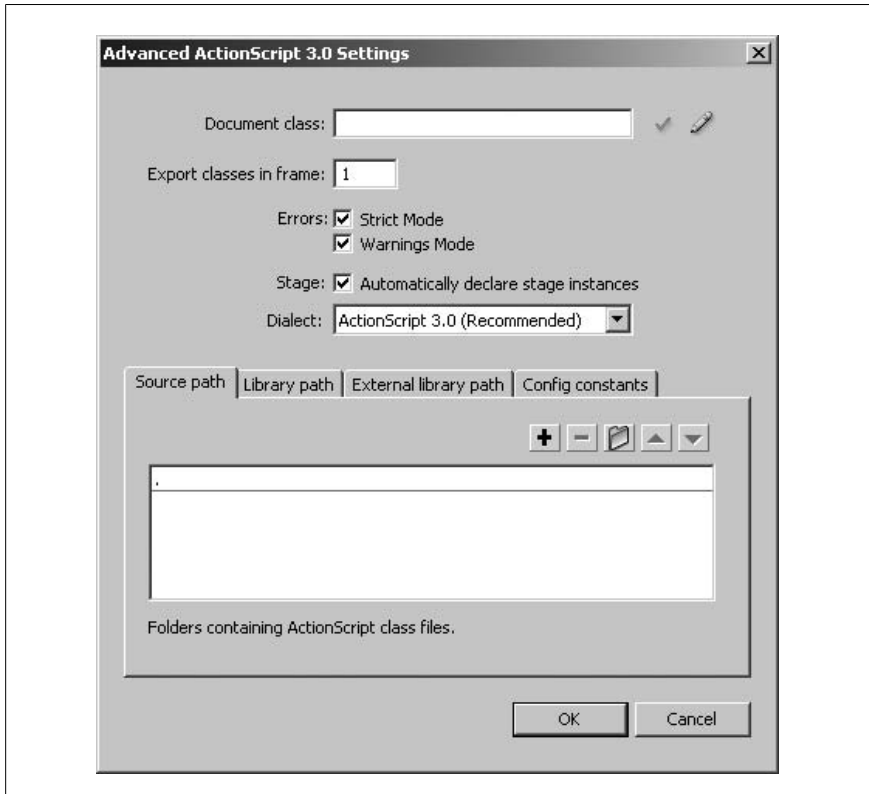 Advanced ActionScript 3.0 Settings
Document class:
Export classes in frame: 1
Errors: Strict Mode
Warnings Mode
Stage: Automatically declare stage instances
Dialect: ActionScript 3.0 (Recommended)
Source path Library path External library path Config constants
.
Folders containing ActionScript class files.
OK Cancel